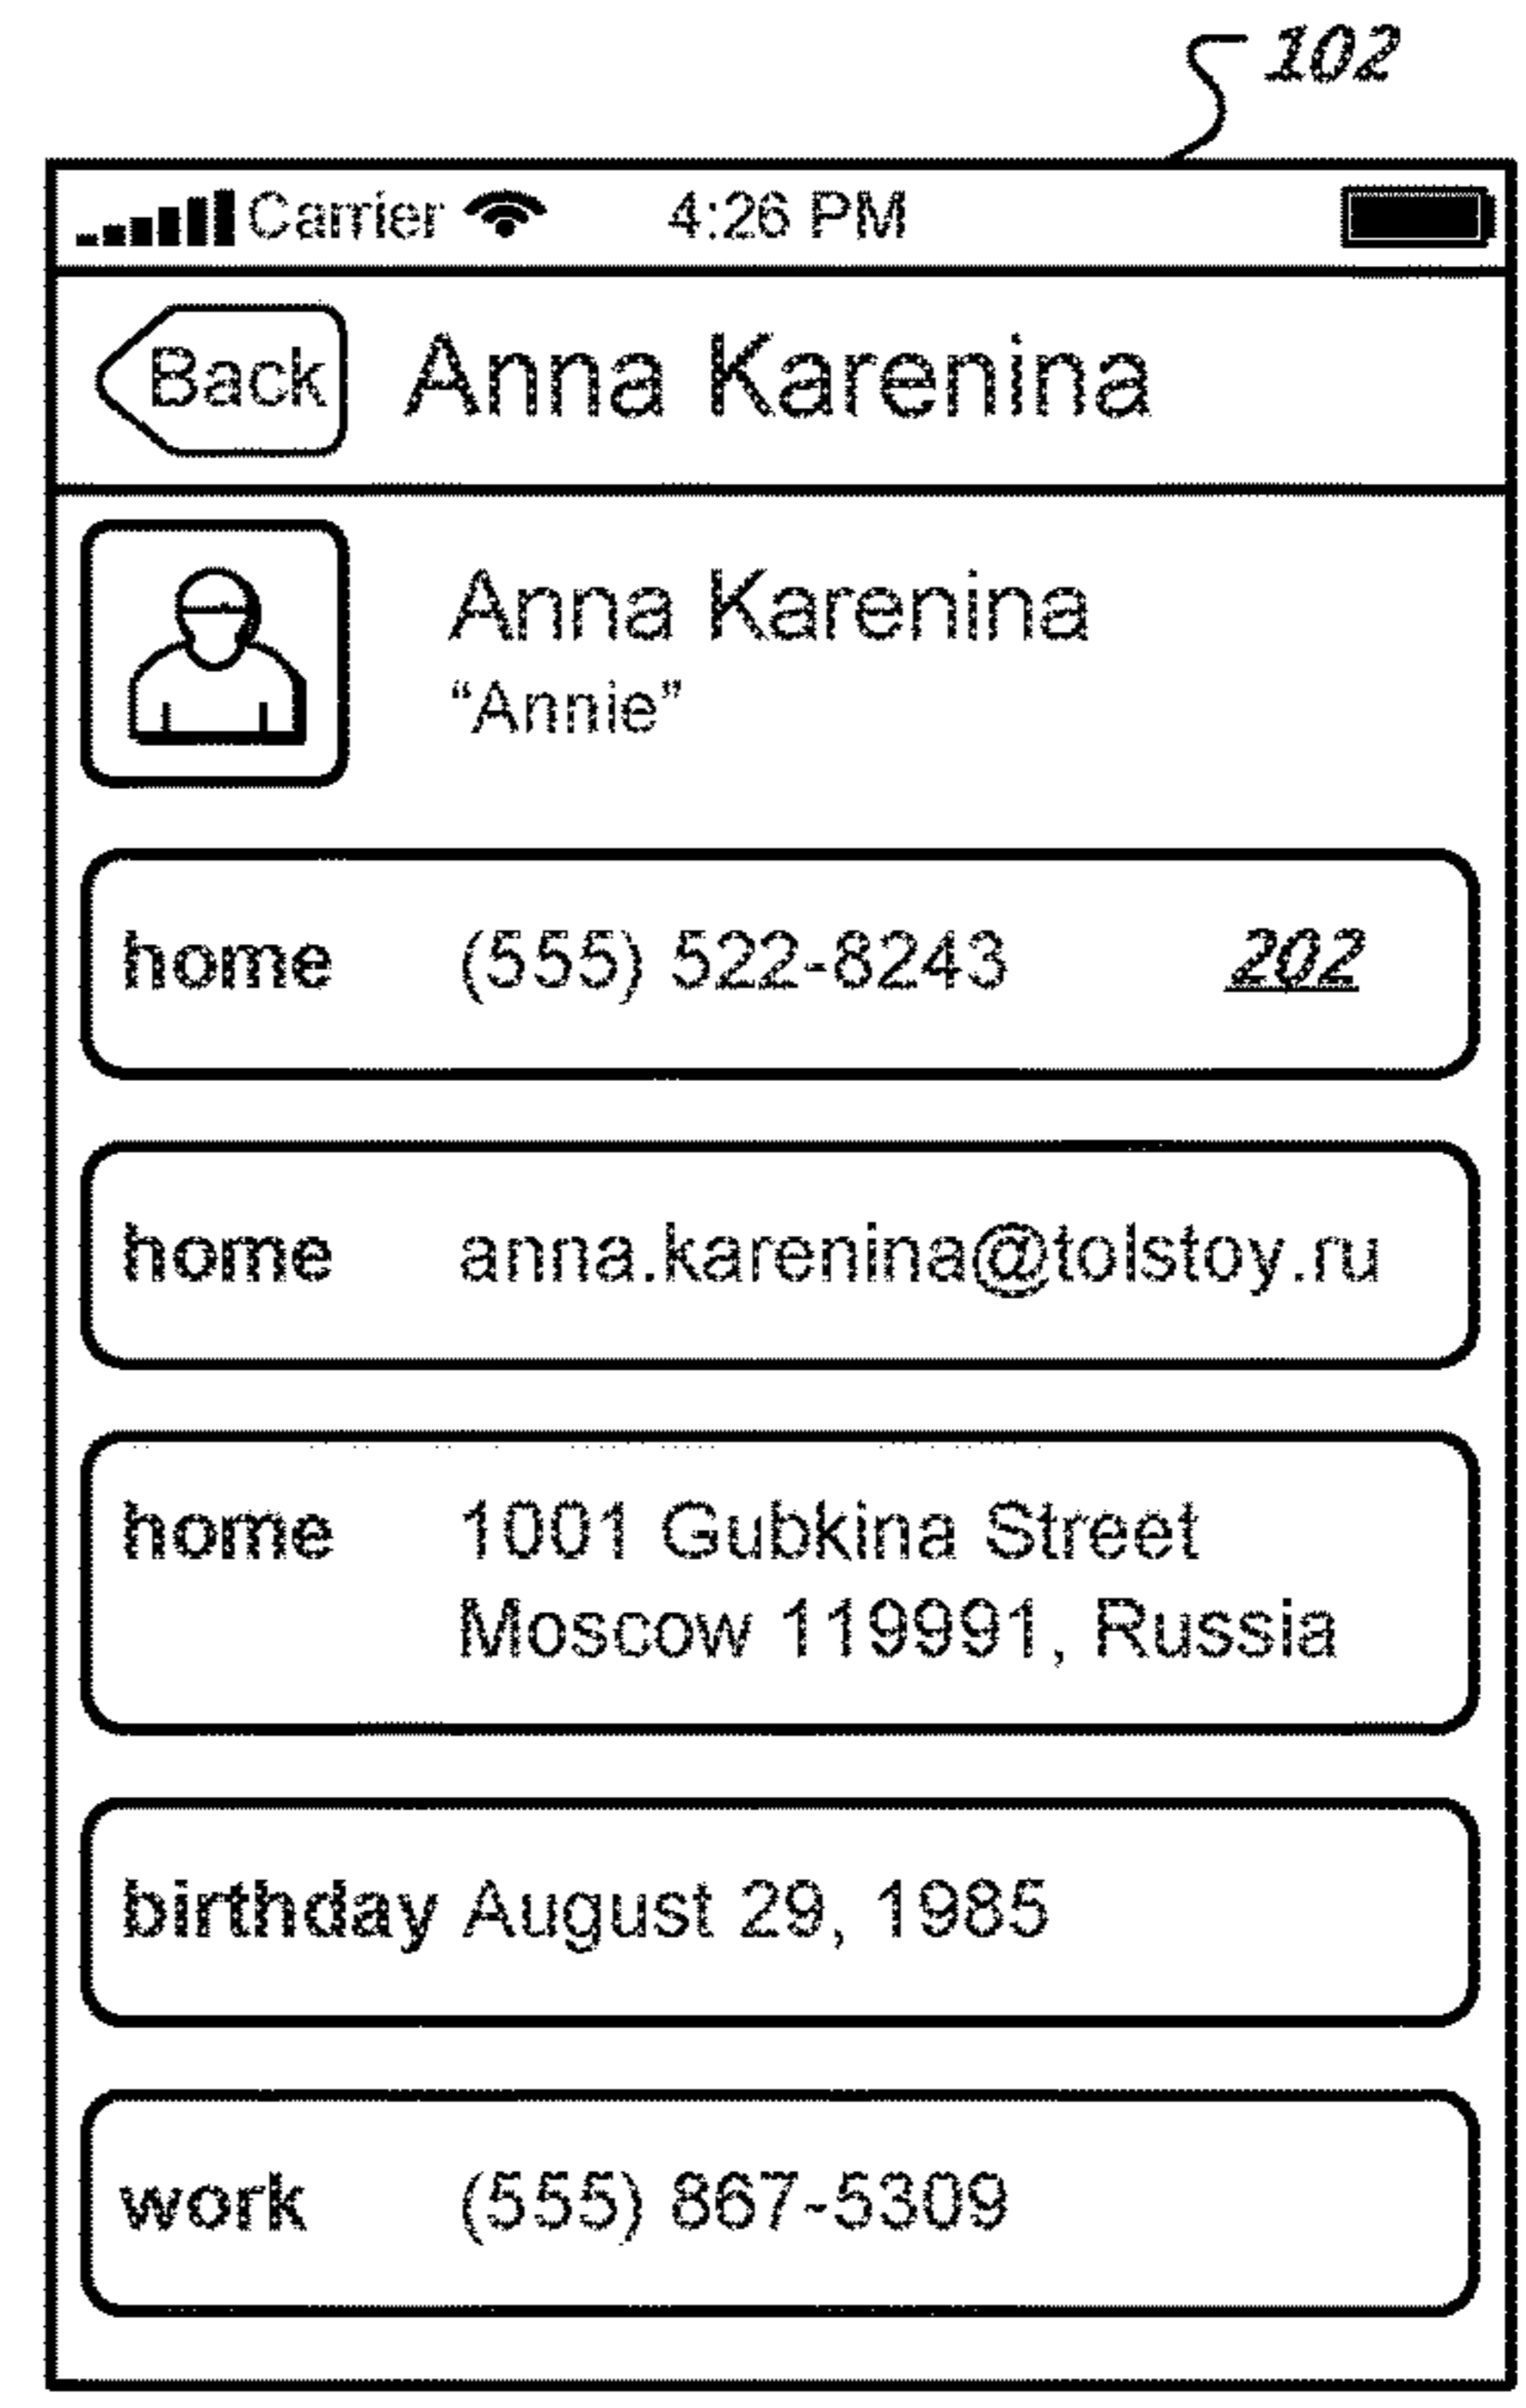 102
Carrier 4:26 PM
Back Anna Karenina
Anna Karenina
“Annie”
home (555) 522-8243 202
home anna.karenina@tolstoy.ru
home 1001 Gubkina Street
Moscow 119991, Russia
birthday August 29, 1985
work (555) 867-5309